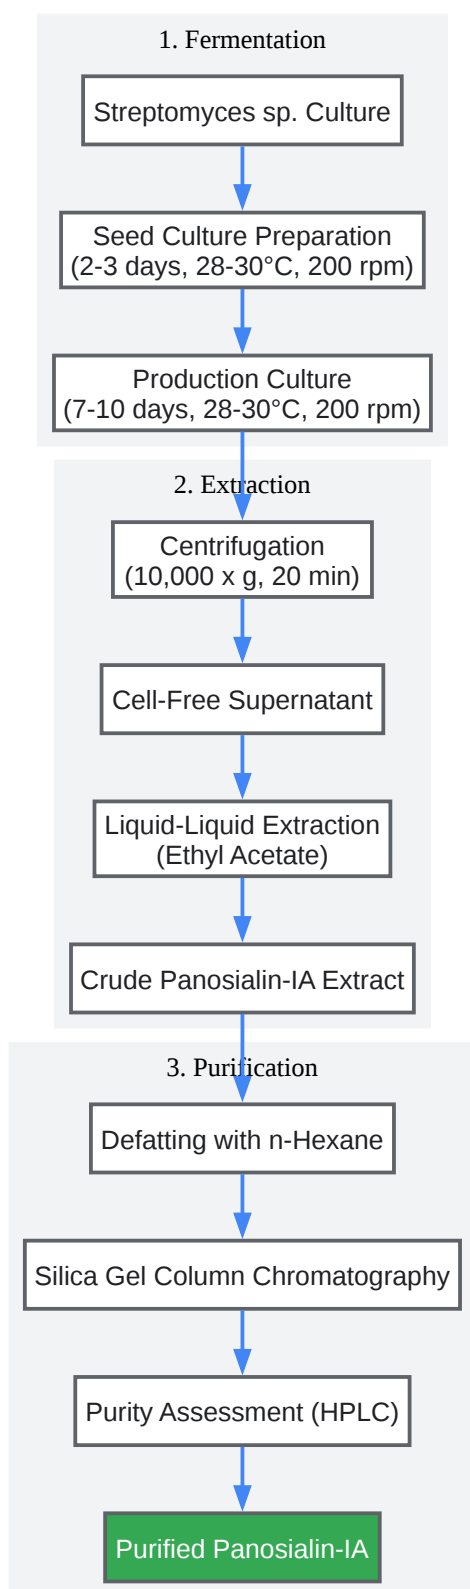 1. Fermentation
Streptomyces sp. Culture
Seed Culture Preparation
(2-3 days, 28-30°C, 200 rpm)
Production Culture
(7-10 days, 28-30°C, 200 rpm)
2. Extraction
Centrifugation
(10,000 x g, 20 min)
Cell-Free Supernatant
Liquid-Liquid Extraction
(Ethyl Acetate)
Crude Panosialin-IA Extract
3. Purification
Defatting with n-Hexane
Silica Gel Column Chromatography
Purity Assessment (HPLC)
Purified Panosialin-IA